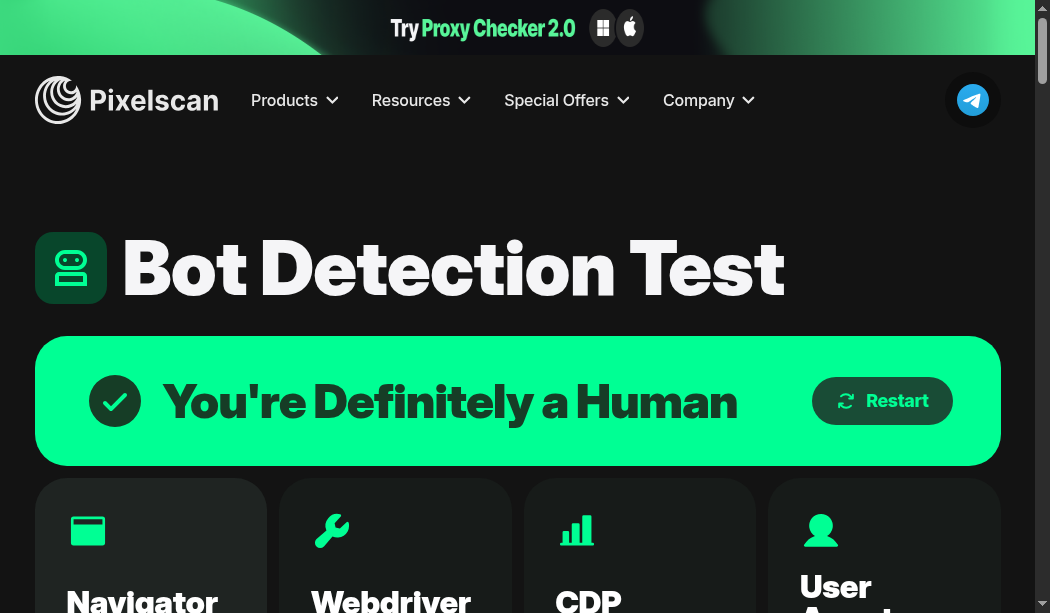 Try Proxy Checker 2.0
Pixelscan
Products
Resources
Special Offers
Company
Bot Detection Test
You're Definitely a Human
Restart
Navigator
Webdriver
CDP
User
Agent